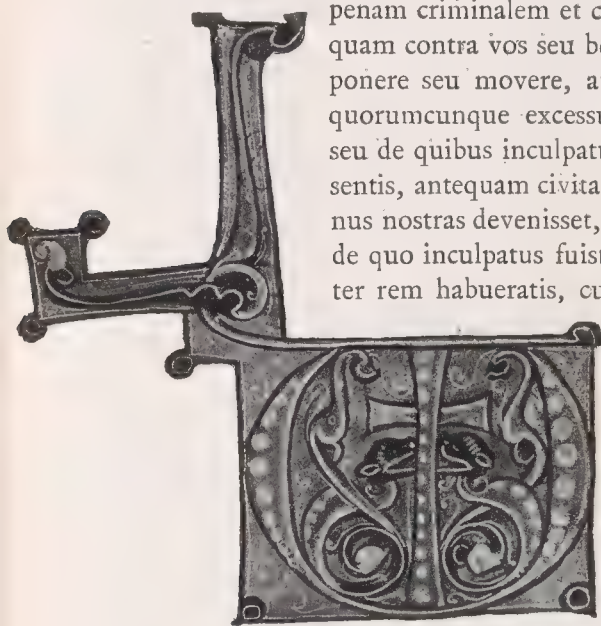 penam criminalem et c
quam contra vos seu be
ponere seu movere, a
quorumcunque excessu
seu de quibus inculpatu
sentis, antequam civita
nus nostras devenisset,
de quo inculpatus fuis
ter rem habueratis, cu